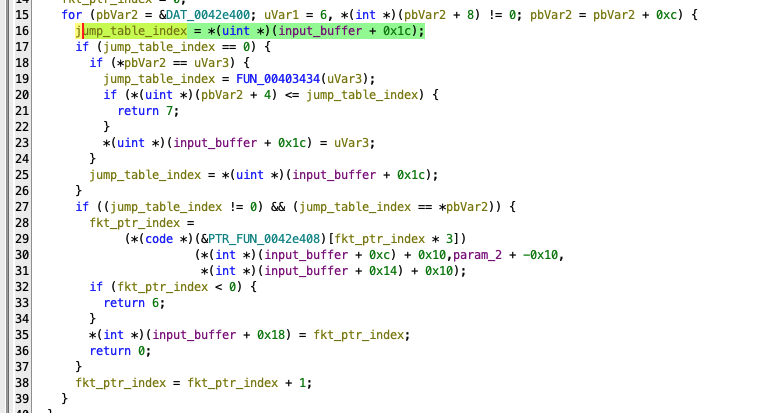 15 for (pbVar2 = &DAT_0042e400; uVar1 = 6, *(int *)(pbVar2 + 8) != 0; pbVar2 = pbVar2 + 0xc) {
16 jump_table_index = *(uint *)(input_buffer + 0x1c);
17 if (jump_table_index == 0) {
18 if (*pbVar2 == uVar3) {
19 jump_table_index = FUN_00403434(uVar3);
20 if (*(uint *)(pbVar2 + 4) <= jump_table_index) {
21 return 7;
22 }
23 *(uint *)(input_buffer + 0x1c) = uVar3;
24 }
25 jump_table_index = *(uint *)(input_buffer + 0x1c);
26 }
27 if ((jump_table_index != 0) && (jump_table_index == *pbVar2)) {
28 fkt_ptr_index =
29 (*(code *)(&PTR_FUN_0042e408)[fkt_ptr_index * 3])
30 (*(int *)(input_buffer + 0xc) + 0x10,param_2 + -0x10,
31 *(int *)(input_buffer + 0x14) + 0x10);
32 if (fkt_ptr_index < 0) {
33 return 6;
34 }
35 *(int *)(input_buffer + 0x18) = fkt_ptr_index;
36 return 0;
37 }
38 fkt_ptr_index = fkt_ptr_index + 1;
39 }